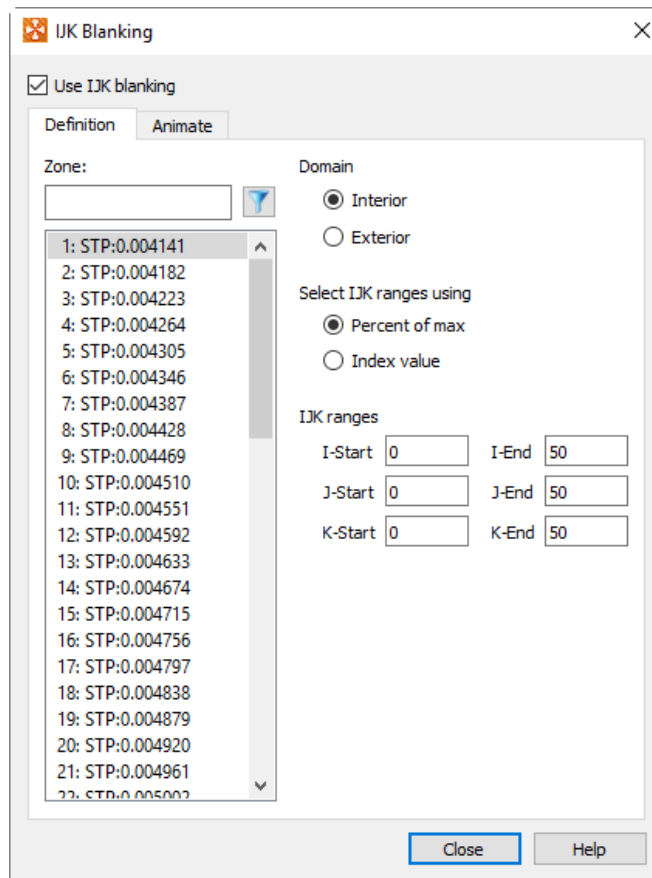 IJK Blanking
Use IJK blanking
Definition Animate
Zone:
1: STP:0.004141
2: STP:0.004182
3: STP:0.004223
4: STP:0.004264
5: STP:0.004305
6: STP:0.004346
7: STP:0.004387
8: STP:0.004428
9: STP:0.004469
10: STP:0.004510
11: STP:0.004551
12: STP:0.004592
13: STP:0.004633
14: STP:0.004674
15: STP:0.004715
16: STP:0.004756
17: STP:0.004797
18: STP:0.004838
19: STP:0.004879
20: STP:0.004920
21: STP:0.004961
22: STP:0.005002
Domain
Interior
Exterior
Select IJK ranges using
Percent of max
Index value
IJK ranges
I-Start 0 I-End 50
J-Start 0 J-End 50
K-Start 0 K-End 50
Close Help